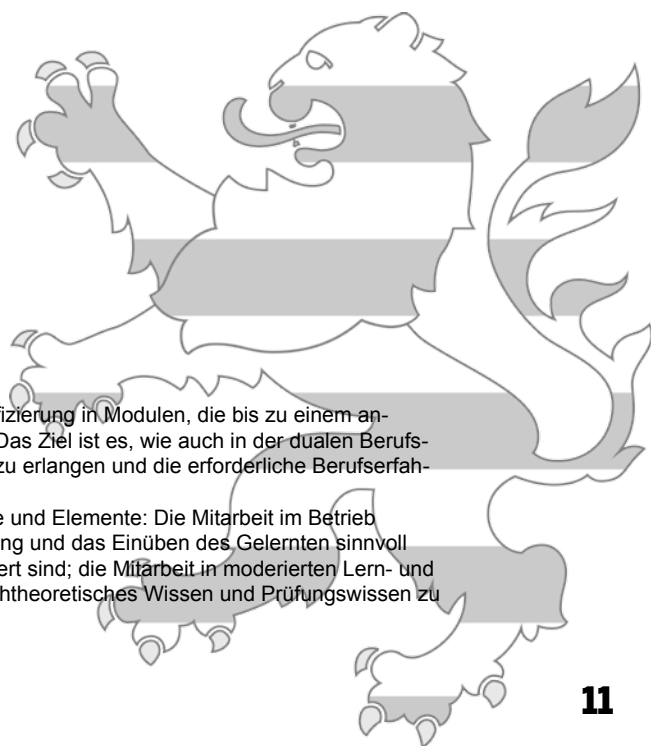 fizierung in Modulen, die bis zu einem an-
Das Ziel ist es, wie auch in der dualen Berufs-
zu erlangen und die erforderliche Berufserfah-
e und Elemente: Die Mitarbeit im Betrieb
ng und das Einüben des Gelernten sinnvoll
ert sind; die Mitarbeit in moderierten Lern- und
chtheoretisches Wissen und Prüfungswissen zu
11